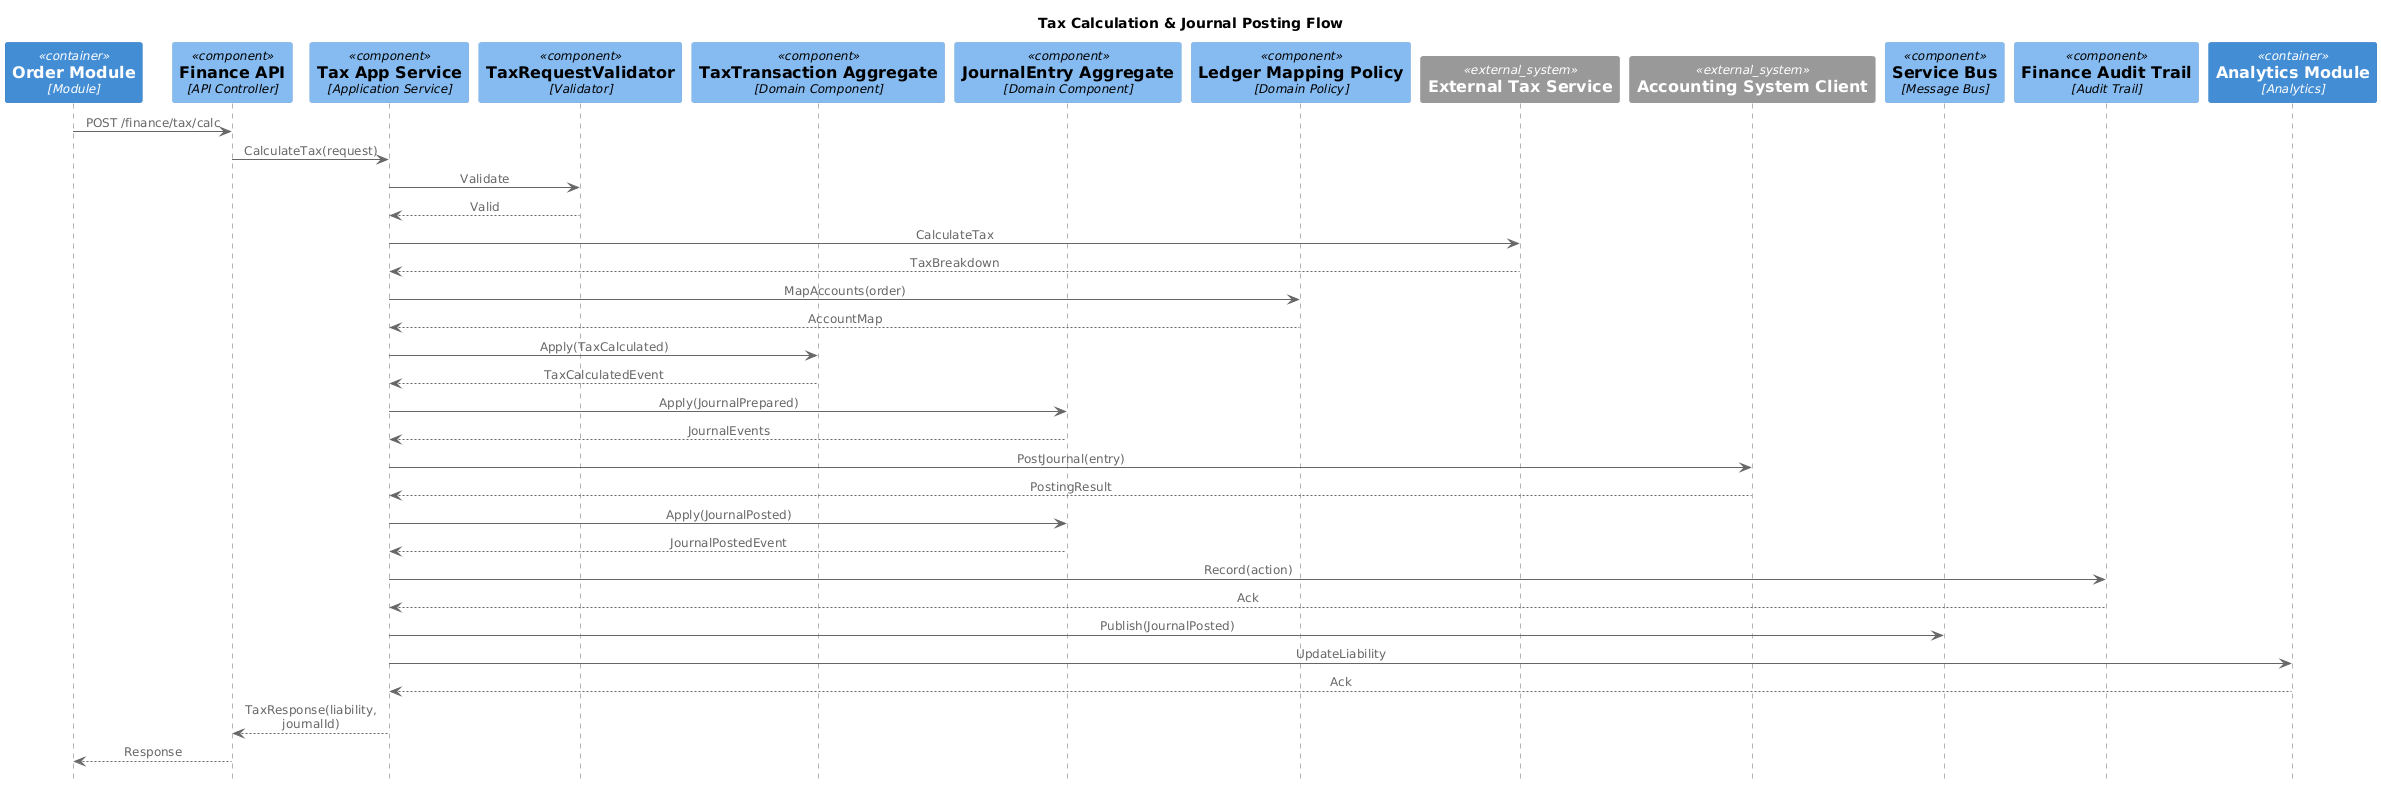 Tax Calculation & Journal Posting Flow
«container»
Order Module
[Module]
«component»
Finance API
[API Controller]
«component»
Tax App Service
[Application Service]
«component»
TaxRequestValidator
[Validator]
«component»
TaxTransaction Aggregate
[Domain Component]
«component»
JournalEntry Aggregate
[Domain Component]
«component»
Ledger Mapping Policy
[Domain Policy]
«external_system»
External Tax Service
«external_system»
Accounting System Client
«component»
Service Bus
[Message Bus]
«component»
Finance Audit Trail
[Audit Trail]
«container»
Analytics Module
[Analytics]
POST /finance/tax/calc
CalculateTax(request)
Validate
Valid
CalculateTax
TaxBreakdown
MapAccounts(order)
AccountMap
Apply(TaxCalculated)
TaxCalculatedEvent
Apply(JournalPrepared)
JournalEvents
PostJournal(entry)
PostingResult
Apply(JournalPosted)
JournalPostedEvent
Record(action)
Ack
Publish(JournalPosted)
UpdateLiability
Ack
TaxResponse(liability,
journalId)
Response